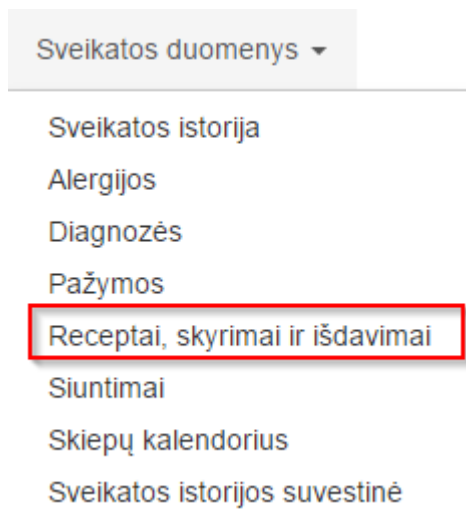 Sveikatos duomenys
Sveikatos istorija
Alergijos
Diagnozės
Pažymos
Receptai, skyrimai ir išdavimai
Siuntimai
Skiepų kalendorius
Sveikatos istorijos suvestinė